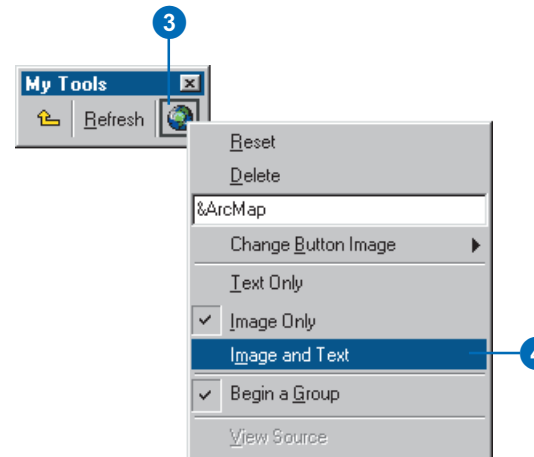 3
My Tools
Refresh
Reset
Delete
&ArcMap
Change Button Image
Text Only
Image Only
Image and Text
4
Begin a Group
View Source